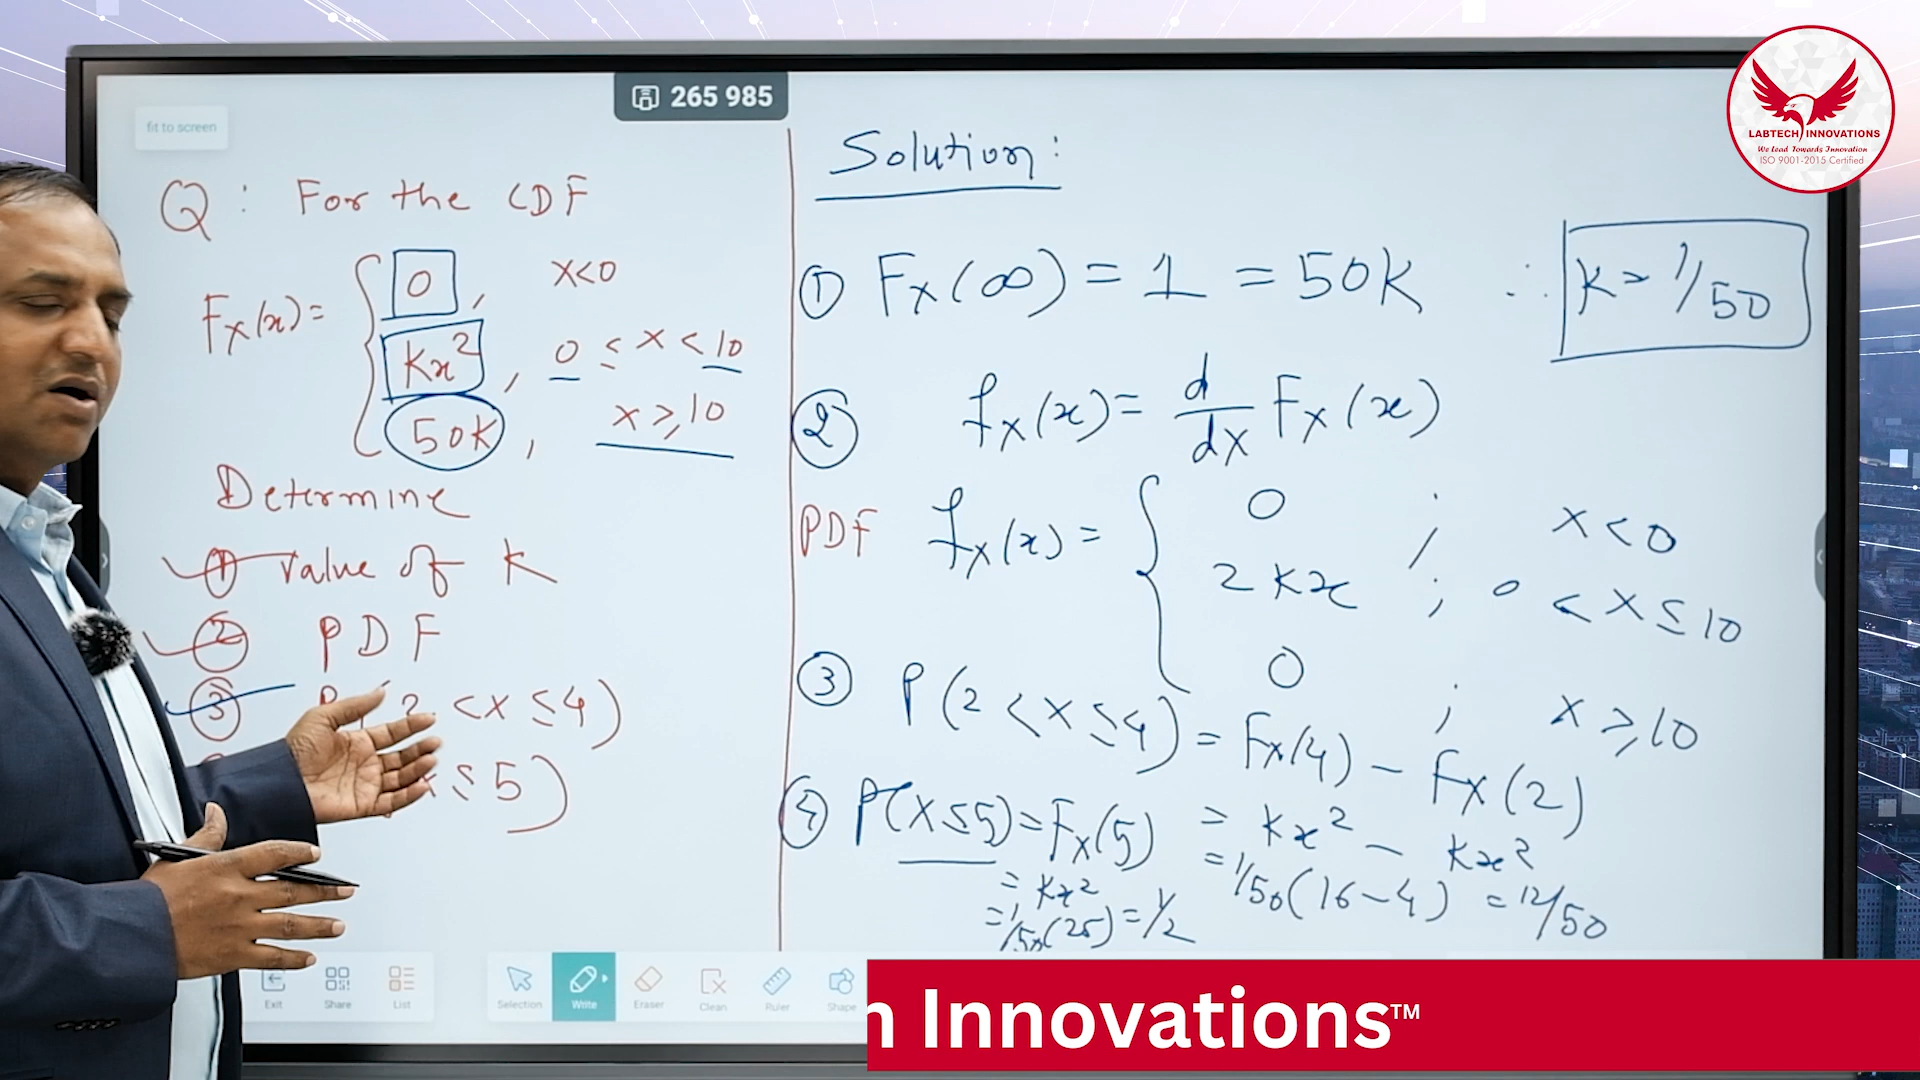 265 985
fit to screen
LABTECH INNOVATIONS
We Lead Towards Innovation
ISO 9001-2015 Certified
Q : For the CDF
Fx(x) = { 0 , x<0
Kx² , 0 ≤ x < 10
50K , x ≥ 10
Determine
① Value of K
② PDF
③ P(2 < x ≤ 4)
x ≤ 5)
Solution :
① Fx(∞) = 1 = 50K ∴ K = 1/50
② fx(x) = d/dx Fx(x)
PDF fx(x) = { 0 ; x < 0
2Kx ; 0 < x ≤ 10
0 ; x ≥ 10
③ P(2 < x ≤ 4) = Fx(4) − Fx(2)
= Kx² − Kx²
= 1/50(16−4) = 12/50
④ P(X ≤ 5) = Fx(5)
= Kx²
= 1/50(25) = 1/2
Exit
Share
List
Selection
Write
Eraser
Clean
Ruler
Shape
n Innovations™